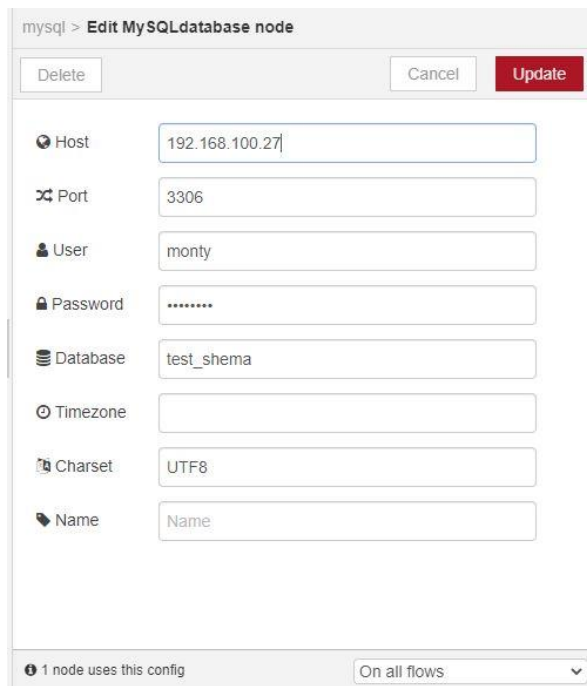 mysql > Edit MySQLdatabase node
Delete Cancel Update
Host 192.168.100.27
Port 3306
User monty
Password ••••••••
Database test_shema
Timezone
Charset UTF8
Name Name
1 node uses this config On all flows